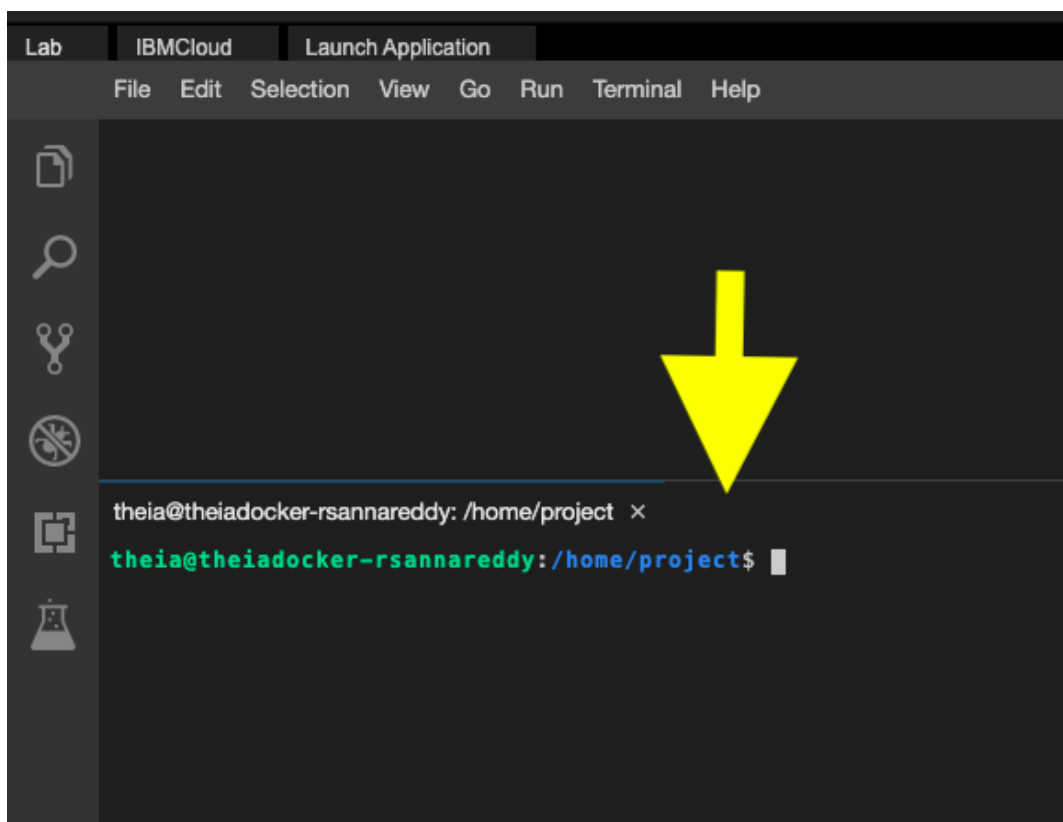 Lab IBMCloud Launch Application
File Edit Selection View Go Run Terminal Help
theia@theiadocker-rsannareddy: /home/project ×
theia@theiadocker-rsannareddy:/home/project$